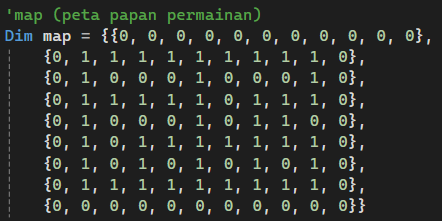 'map (peta papan permainan)
Dim map = {{0, 0, 0, 0, 0, 0, 0, 0, 0, 0, 0},
{0, 1, 1, 1, 1, 1, 1, 1, 1, 1, 0},
{0, 1, 0, 0, 0, 1, 0, 0, 0, 1, 0},
{0, 1, 1, 1, 1, 1, 0, 1, 1, 1, 0},
{0, 1, 0, 0, 0, 1, 0, 1, 1, 0, 0},
{0, 1, 1, 1, 0, 1, 1, 1, 1, 1, 0},
{0, 1, 0, 1, 0, 1, 0, 1, 0, 1, 0},
{0, 1, 1, 1, 1, 1, 1, 1, 1, 1, 0},
{0, 0, 0, 0, 0, 0, 0, 0, 0, 0, 0}}